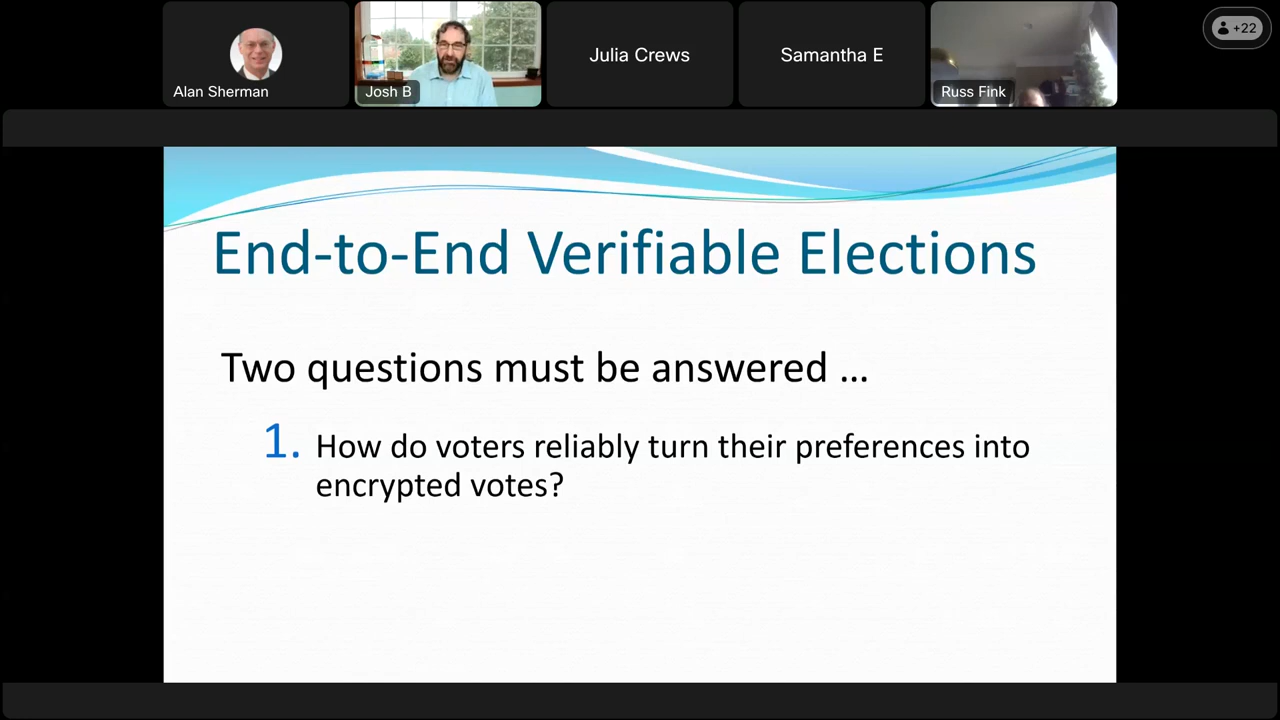 Alan Sherman
Josh B
Julia Crews
Samantha E
Russ Fink
+22
End-to-End Verifiable Elections
Two questions must be answered …
1. How do voters reliably turn their preferences into
encrypted votes?